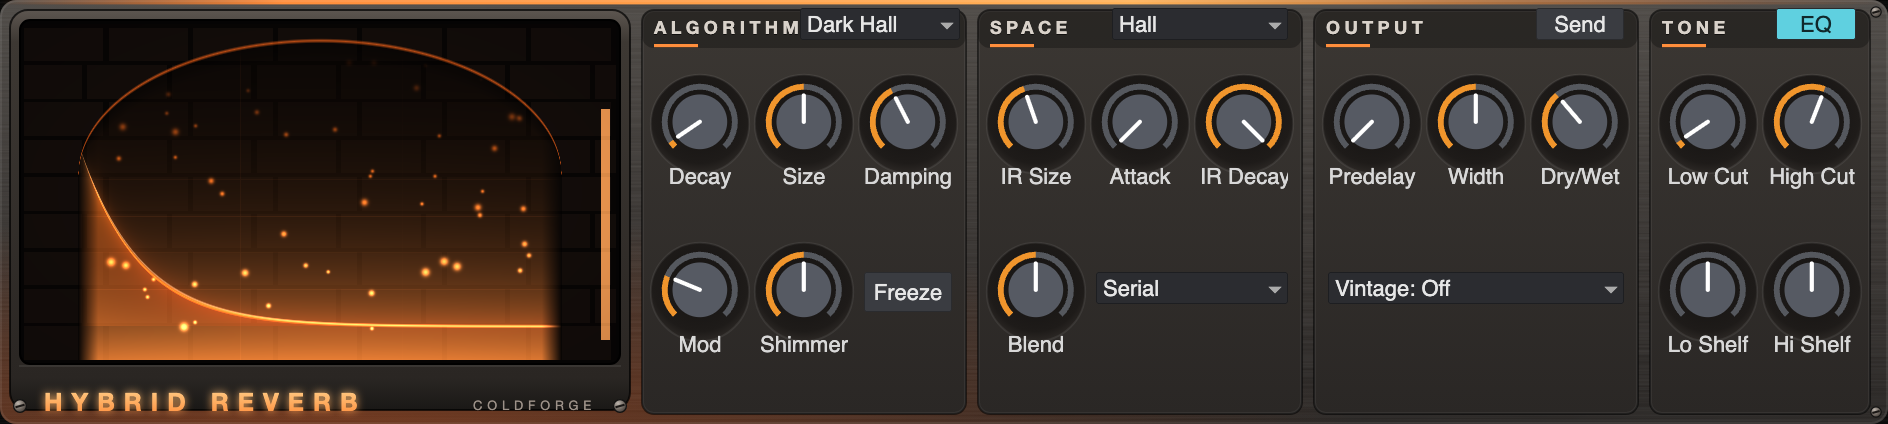 ALGORITHM Dark Hall
Decay Size Damping
Mod Shimmer Freeze
SPACE Hall
IR Size Attack IR Decay
Blend Serial
OUTPUT Send
Predelay Width Dry/Wet
Vintage: Off
TONE EQ
Low Cut High Cut
Lo Shelf Hi Shelf
HYBRID REVERB COLDFORGE